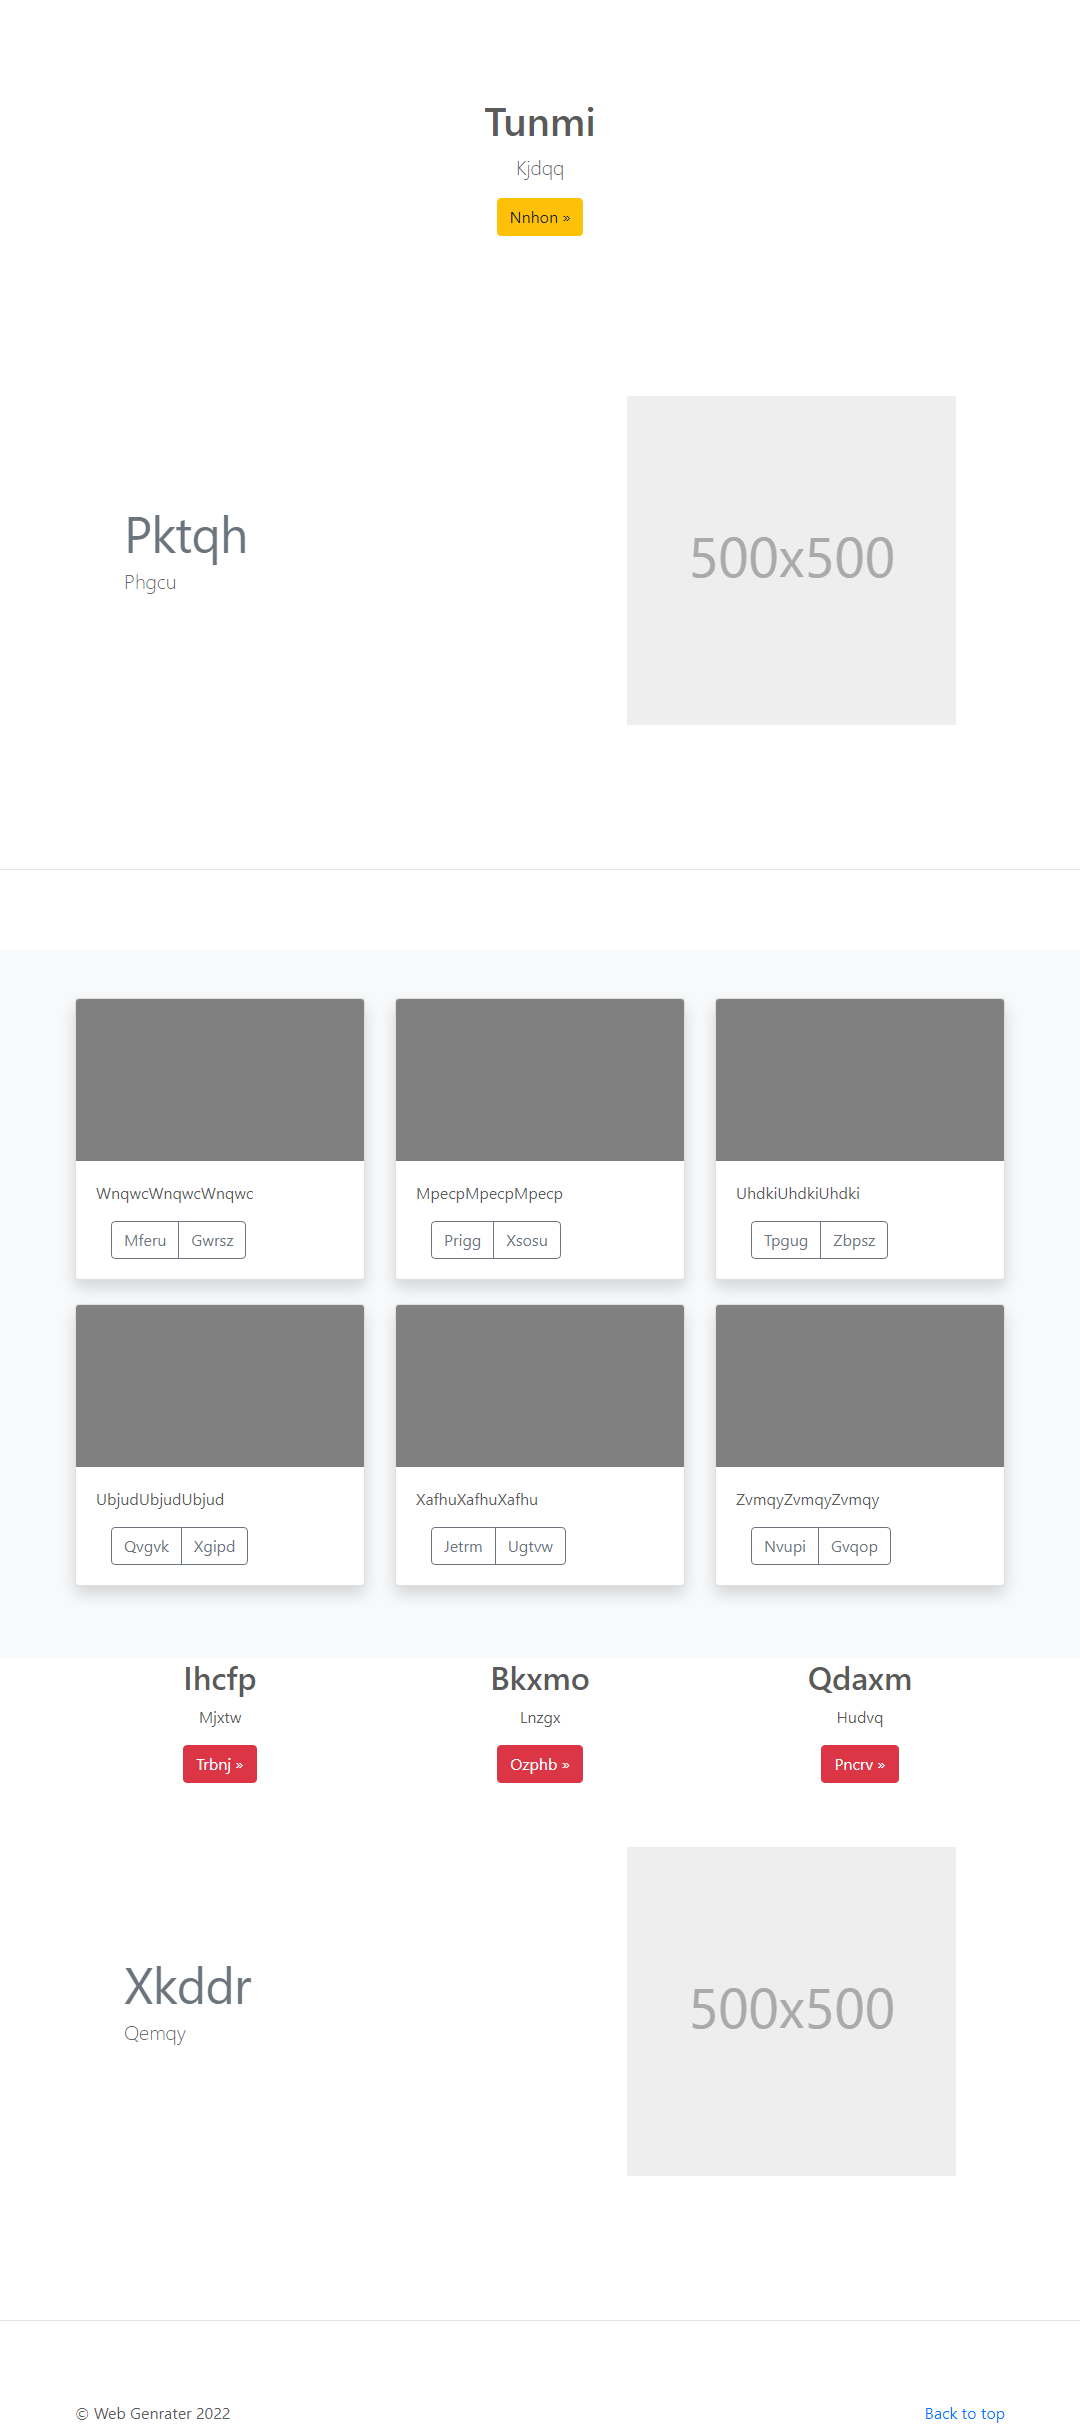 Tunmi
Kjdqq
Nnhon »
Pktqh
Phgcu
500x500
WnqwcWnqwcWnqwc
Mferu Gwrsz
MpecpMpecpMpecp
Prigg Xsosu
UhdkiUhdkiUhdki
Tpgug Zbpsz
UbjudUbjudUbjud
Qvgvk Xgipd
XafhuXafhuXafhu
Jetrm Ugtvw
ZvmqyZvmqyZvmqy
Nvupi Gvqop
Ihcfp
Mjxtw
Trbnj »
Bkxmo
Lnzgx
Ozphb »
Qdaxm
Hudvq
Pncrv »
Xkddr
Qemqy
500x500
© Web Genrater 2022
Back to top